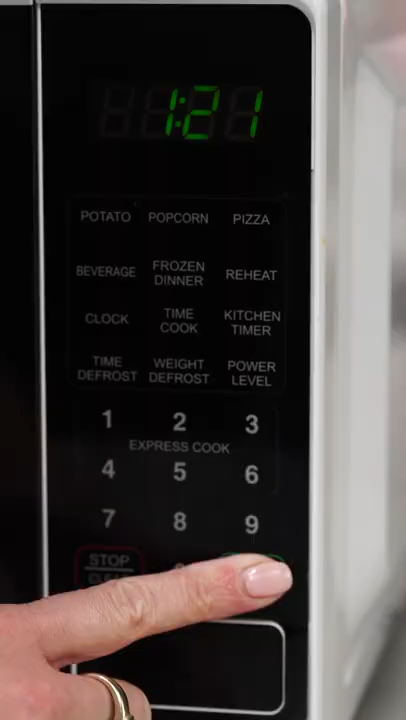 1:21
POTATO POPCORN PIZZA
BEVERAGE FROZEN DINNER REHEAT
CLOCK TIME COOK KITCHEN TIMER
TIME DEFROST WEIGHT DEFROST POWER LEVEL
1 2 3
EXPRESS COOK
4 5 6
7 8 9
STOP